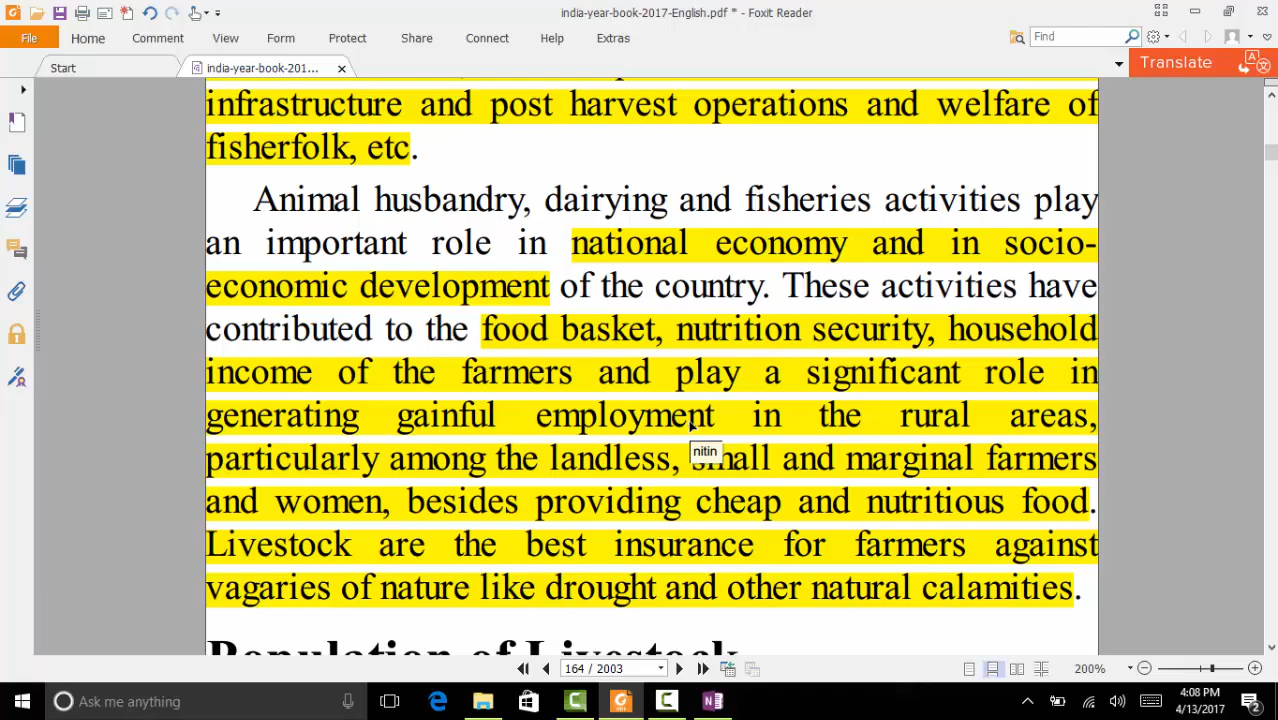 india-year-book-2017-English.pdf * - Foxit Reader
File Home Comment View Form Protect Share Connect Help Extras Find
Start india-year-book-201... Translate
infrastructure and post harvest operations and welfare of
fisherfolk, etc.
Animal husbandry, dairying and fisheries activities play
an important role in national economy and in socio-
economic development of the country. These activities have
contributed to the food basket, nutrition security, household
income of the farmers and play a significant role in
generating gainful employment in the rural areas,
nitin
particularly among the landless, small and marginal farmers
and women, besides providing cheap and nutritious food.
Livestock are the best insurance for farmers against
vagaries of nature like drought and other natural calamities.
Population of Livestock
164 / 2003 200%
Ask me anything
4:08 PM
4/13/2017
2